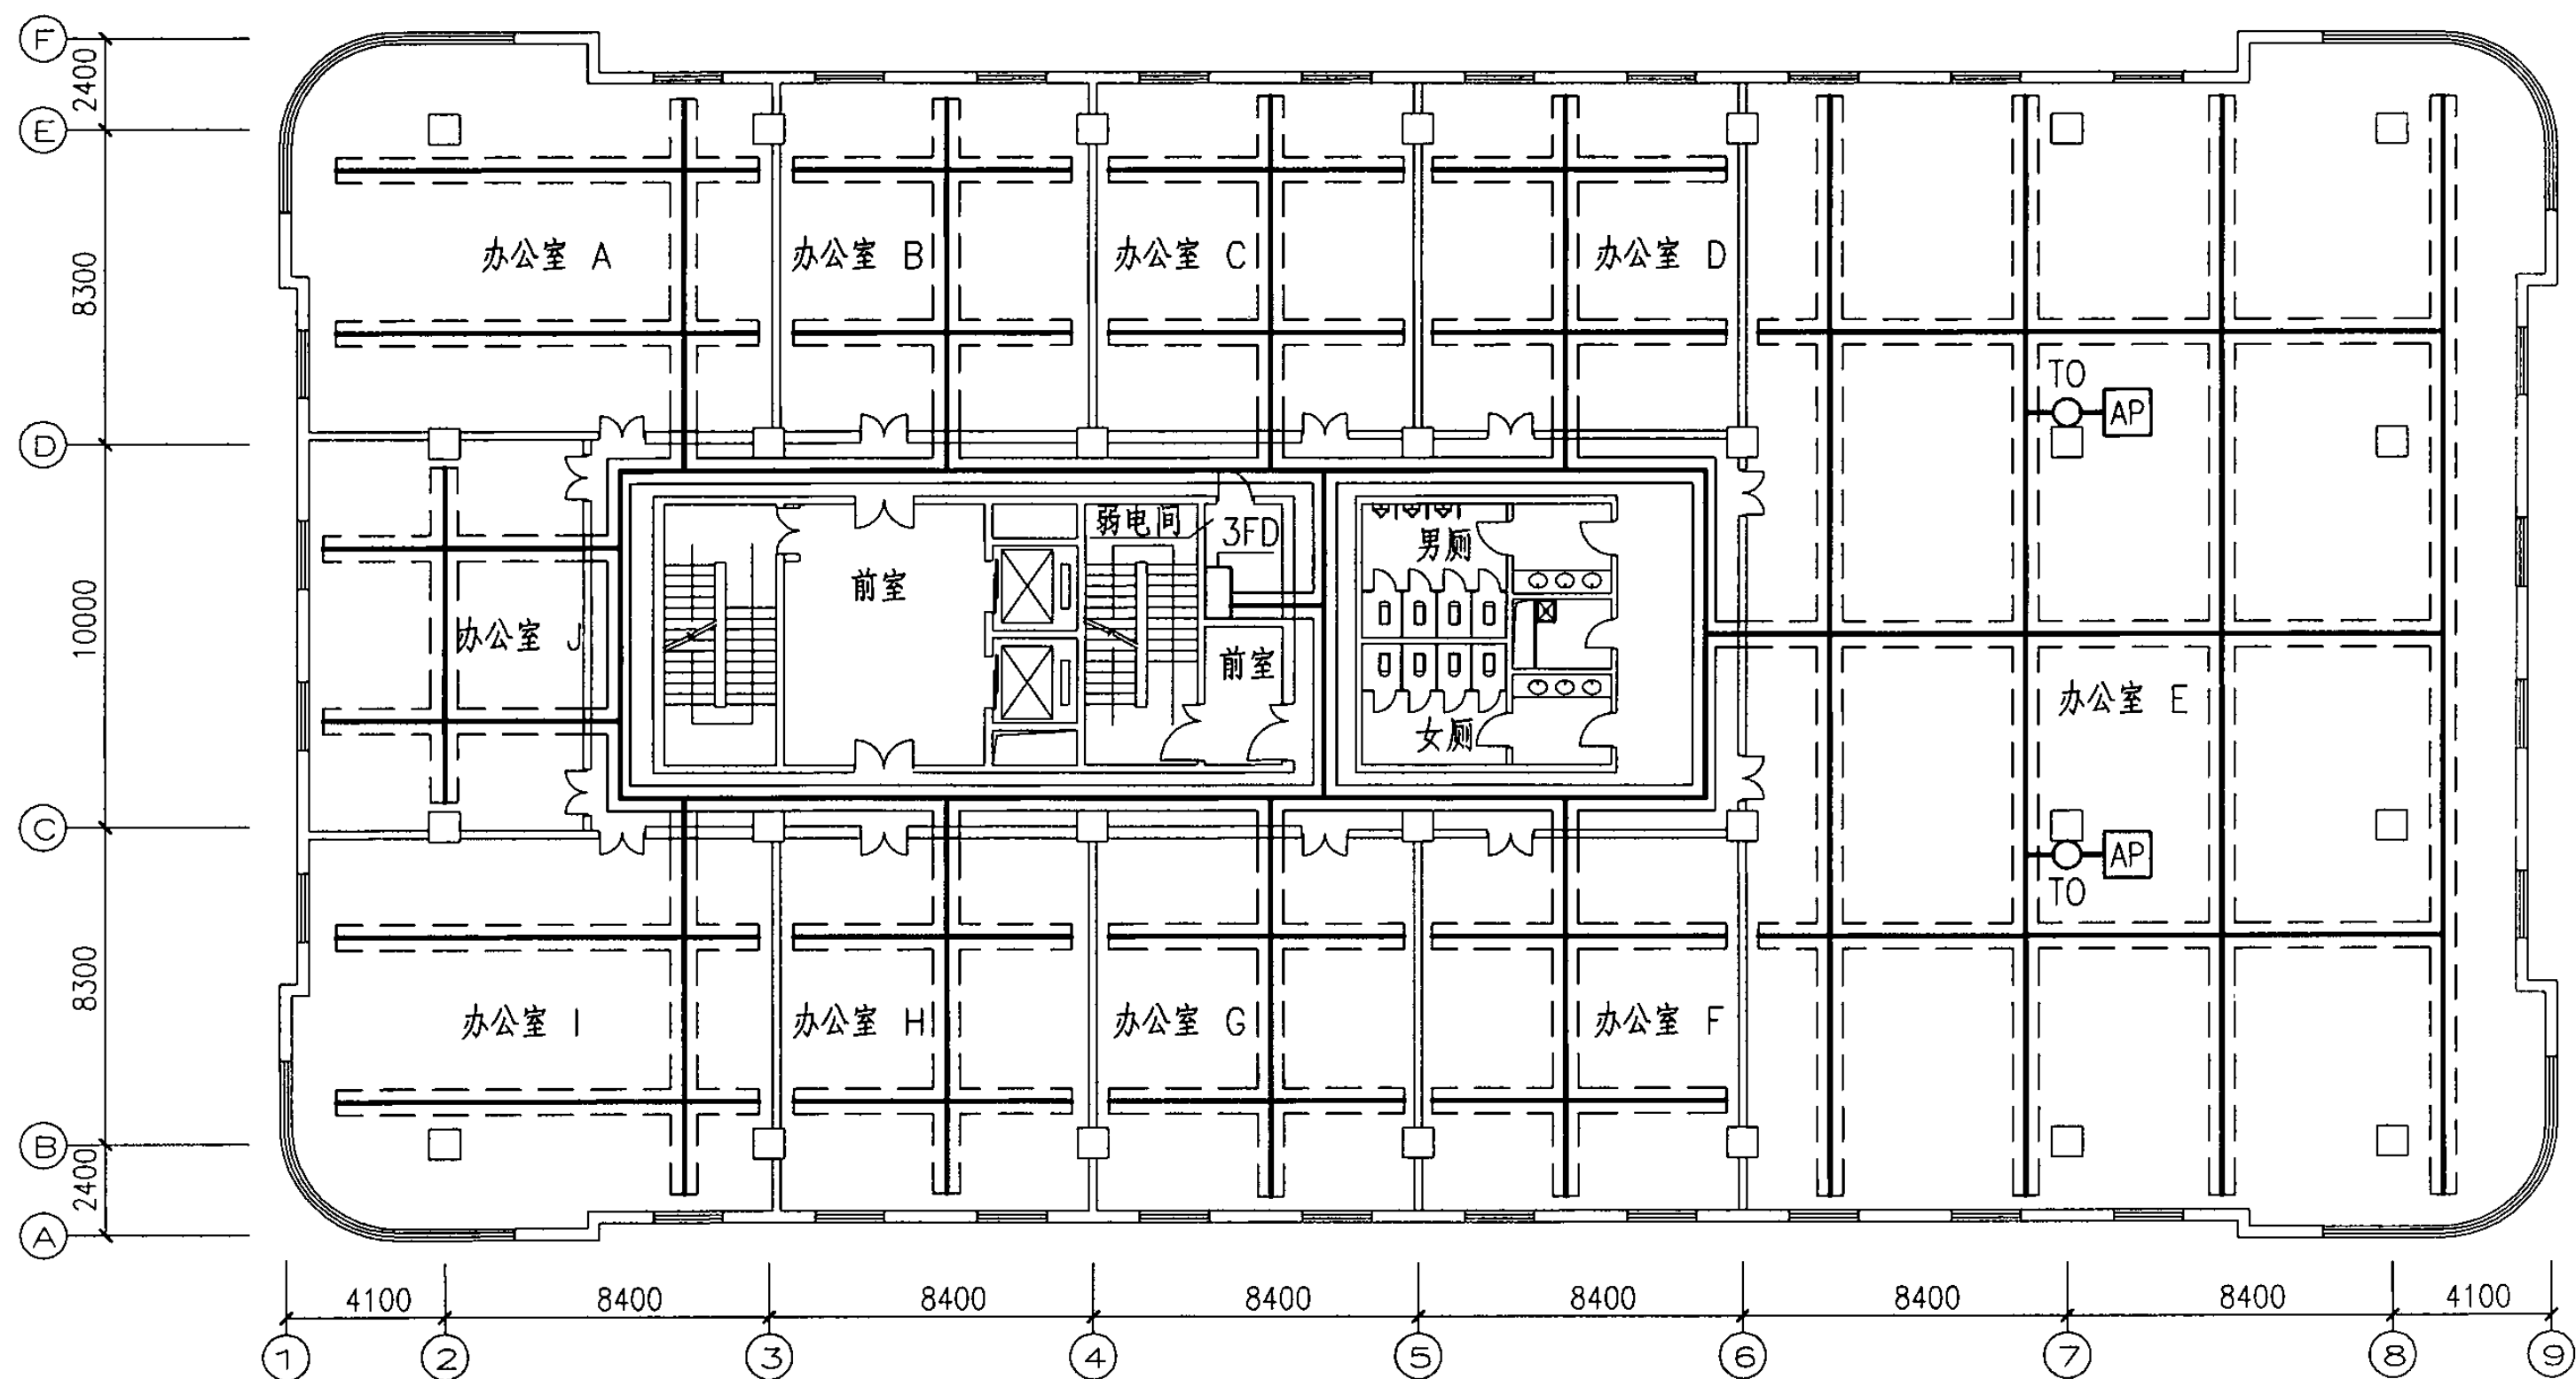 F
2400
E
8300
D
10000
C
8300
B
2400
A
办公室 A
办公室 B
办公室 C
办公室 D
TO
AP
弱电间
3FD
男厕
前室
办公室 J
前室
办公室 E
女厕
AP
TO
办公室 I
办公室 H
办公室 G
办公室 F
4100
8400
8400
8400
8400
8400
8400
4100
1
2
3
4
5
6
7
8
9